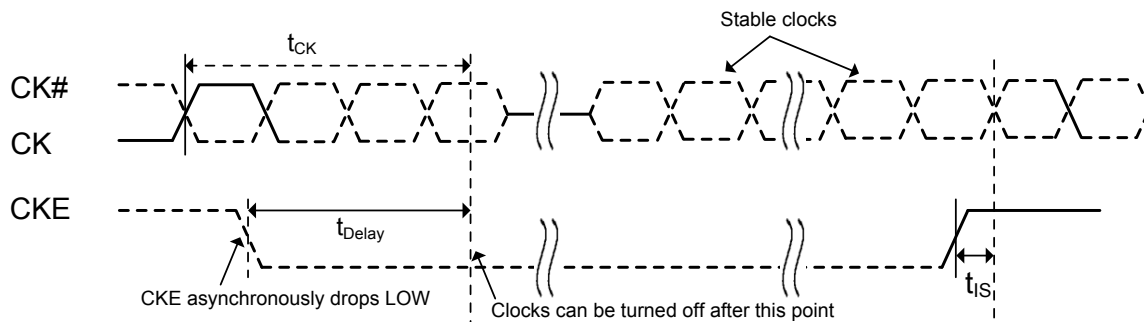 Stable clocks
tCK
CK#
CK
CKE
tDelay
tIS
CKE asynchronously drops LOW
Clocks can be turned off after this point